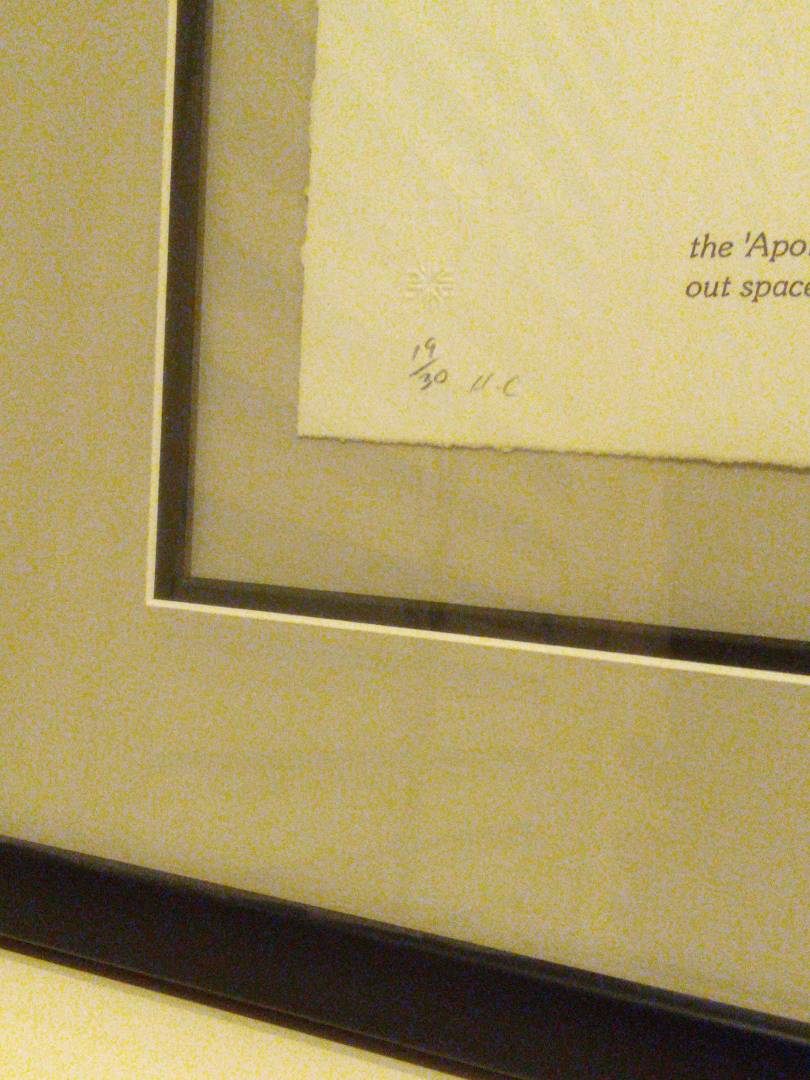 the 'Apo
out space
19/30 H.C